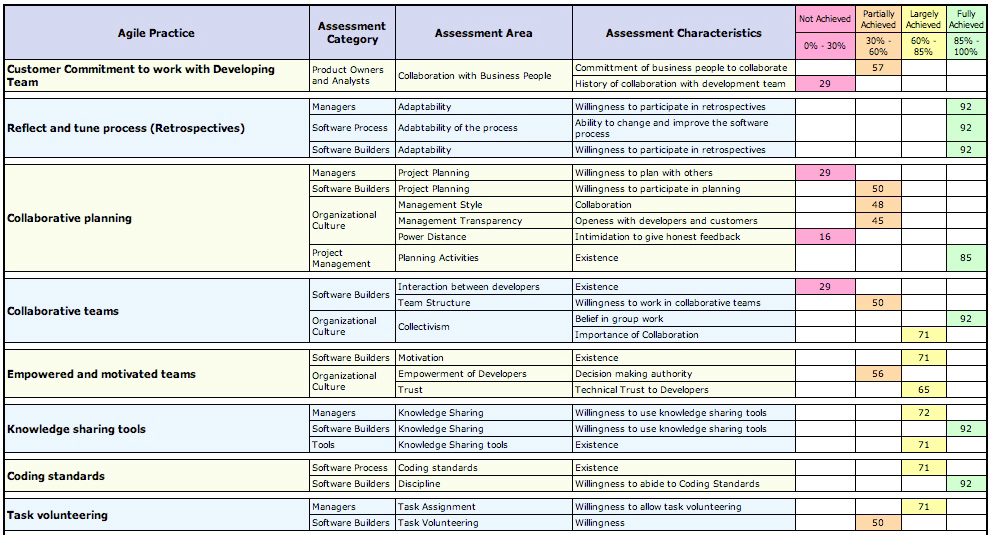 Agile Practice
Assessment
Category
Assessment Area
Assessment Characteristics
Not Achieved
Partially
Achieved
Largely
Achieved
Fully
Achieved
0% - 30%
30% -
60%
60% -
85%
85% -
100%
Customer Commitment to work with Developing
Team
Product Owners
and Analysts
Collaboration with Business People
Commitment of business people to collaborate
57
History of collaboration with development team
29
Reflect and tune process (Retrospectives)
Managers
Adaptability
Willingness to participate in retrospectives
92
Software Process
Adabtability of the process
Ability to change and improve the software
process
92
Software Builders
Adaptability
Willingness to participate in retrospectives
92
Collaborative planning
Managers
Project Planning
Willingness to plan with others
29
Software Builders
Project Planning
Willingness to participate in planning
50
Organizational
Culture
Management Style
Collaboration
48
Management Transparency
Openess with developers and customers
45
Power Distance
Intimidation to give honest feedback
16
Project
Management
Planning Activities
Existence
85
Collaborative teams
Software Builders
Interaction between developers
Existence
29
Team Structure
Willingness to work in collaborative teams
50
Organizational
Culture
Collectivism
Belief in group work
92
Importance of Collaboration
71
Empowered and motivated teams
Software Builders
Motivation
Existence
71
Organizational
Culture
Empowerment of Developers
Decision making authority
56
Trust
Technical Trust to Developers
65
Knowledge sharing tools
Managers
Knowledge Sharing
Willingness to use knowledge sharing tools
72
Software Builders
Knowledge Sharing
Willingness to use knowledge sharing tools
92
Tools
Knowledge Sharing tools
Existence
71
Coding standards
Software Process
Coding standards
Existence
71
Software Builders
Discipline
Willingness to abide to Coding Standards
92
Task volunteering
Managers
Task Assignment
Willingness to allow task volunteering
71
Software Builders
Task Volunteering
Willingness
50